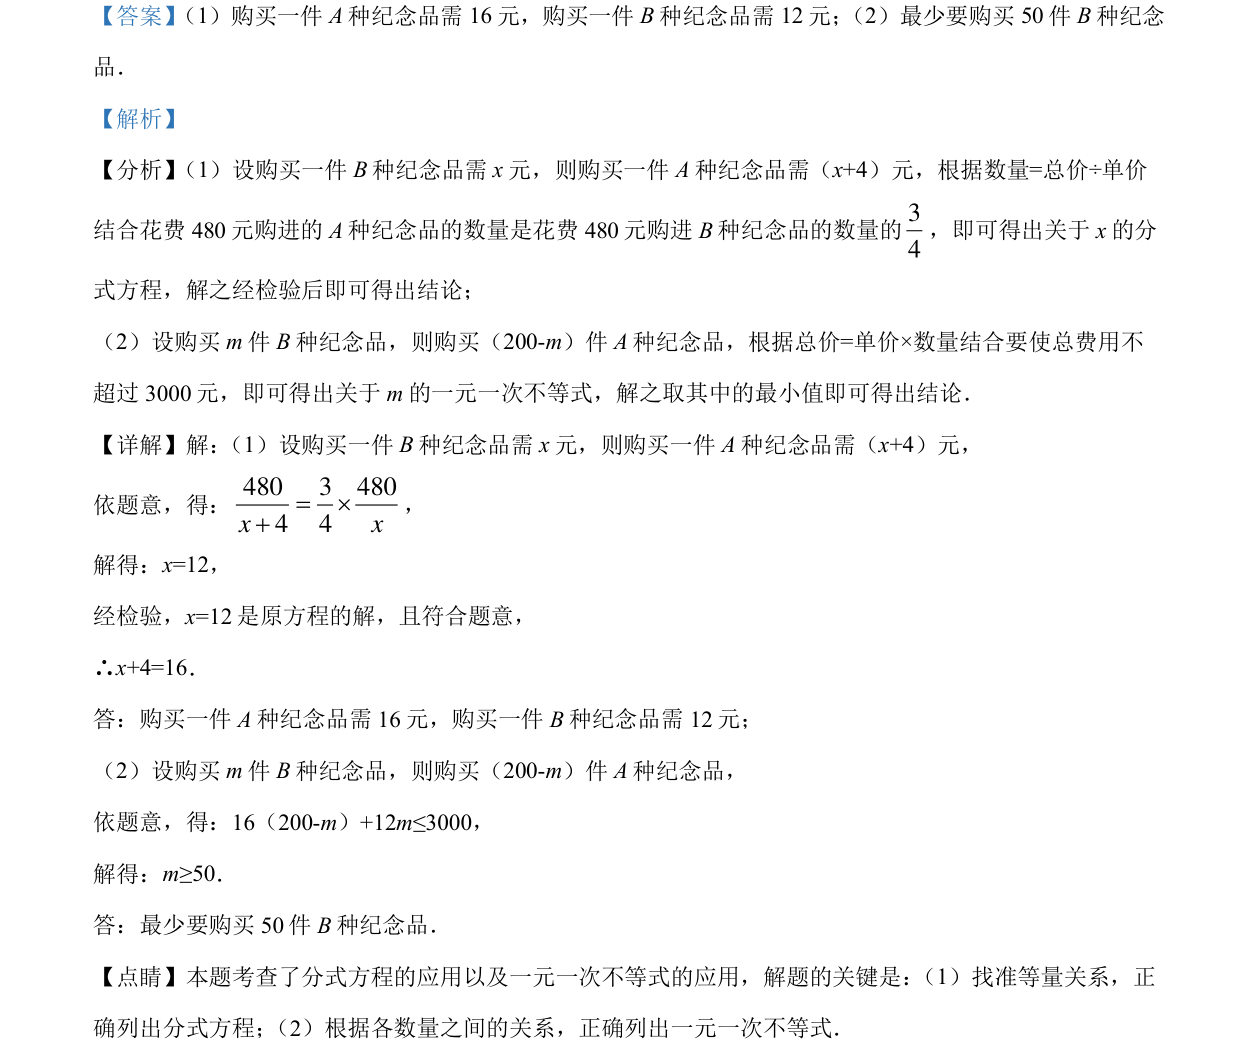 【答案】（1）购买一件 A 种纪念品需 16 元，购买一件 B 种纪念品需 12 元；（2）最少要购买 50 件 B 种纪念
品．
【解析】
【分析】（1）设购买一件 B 种纪念品需 x 元，则购买一件 A 种纪念品需（x+4）元，根据数量=总价÷单价
结合花费 480 元购进的 A 种纪念品的数量是花费 480 元购进 B 种纪念品的数量的 3/4，即可得出关于 x 的分
式方程，解之经检验后即可得出结论；
（2）设购买 m 件 B 种纪念品，则购买（200-m）件 A 种纪念品，根据总价=单价×数量结合要使总费用不
超过 3000 元，即可得出关于 m 的一元一次不等式，解之取其中的最小值即可得出结论．
【详解】解：（1）设购买一件 B 种纪念品需 x 元，则购买一件 A 种纪念品需（x+4）元，
依题意，得：480/(x+4) = 3/4 × 480/x，
解得：x=12，
经检验，x=12 是原方程的解，且符合题意，
∴x+4=16．
答：购买一件 A 种纪念品需 16 元，购买一件 B 种纪念品需 12 元；
（2）设购买 m 件 B 种纪念品，则购买（200-m）件 A 种纪念品，
依题意，得：16（200-m）+12m≤3000，
解得：m≥50．
答：最少要购买 50 件 B 种纪念品．
【点睛】本题考查了分式方程的应用以及一元一次不等式的应用，解题的关键是：（1）找准等量关系，正
确列出分式方程；（2）根据各数量之间的关系，正确列出一元一次不等式．